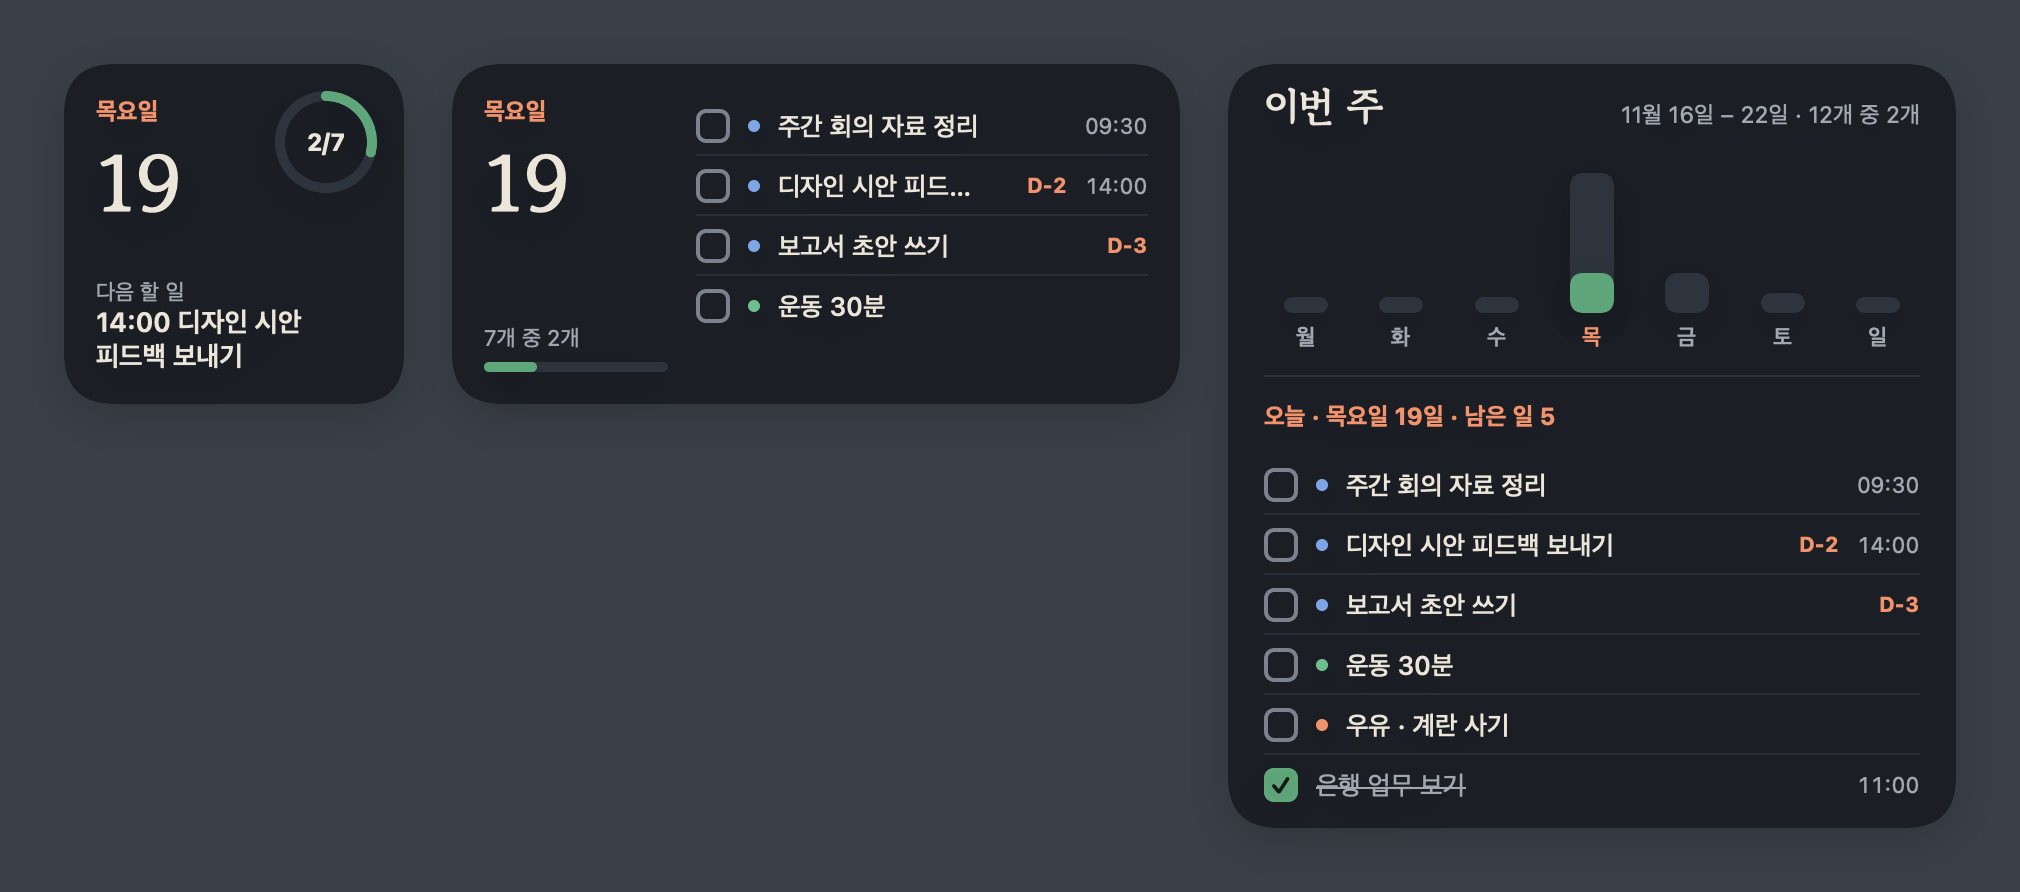 목요일
19
2/7
다음 할 일
14:00 디자인 시안
피드백 보내기
목요일
19
7개 중 2개
주간 회의 자료 정리 09:30
디자인 시안 피드... D-2 14:00
보고서 초안 쓰기 D-3
운동 30분
이번 주
11월 16일 – 22일 · 12개 중 2개
월 화 수 목 금 토 일
오늘 · 목요일 19일 · 남은 일 5
주간 회의 자료 정리 09:30
디자인 시안 피드백 보내기 D-2 14:00
보고서 초안 쓰기 D-3
운동 30분
우유 · 계란 사기
은행 업무 보기 11:00